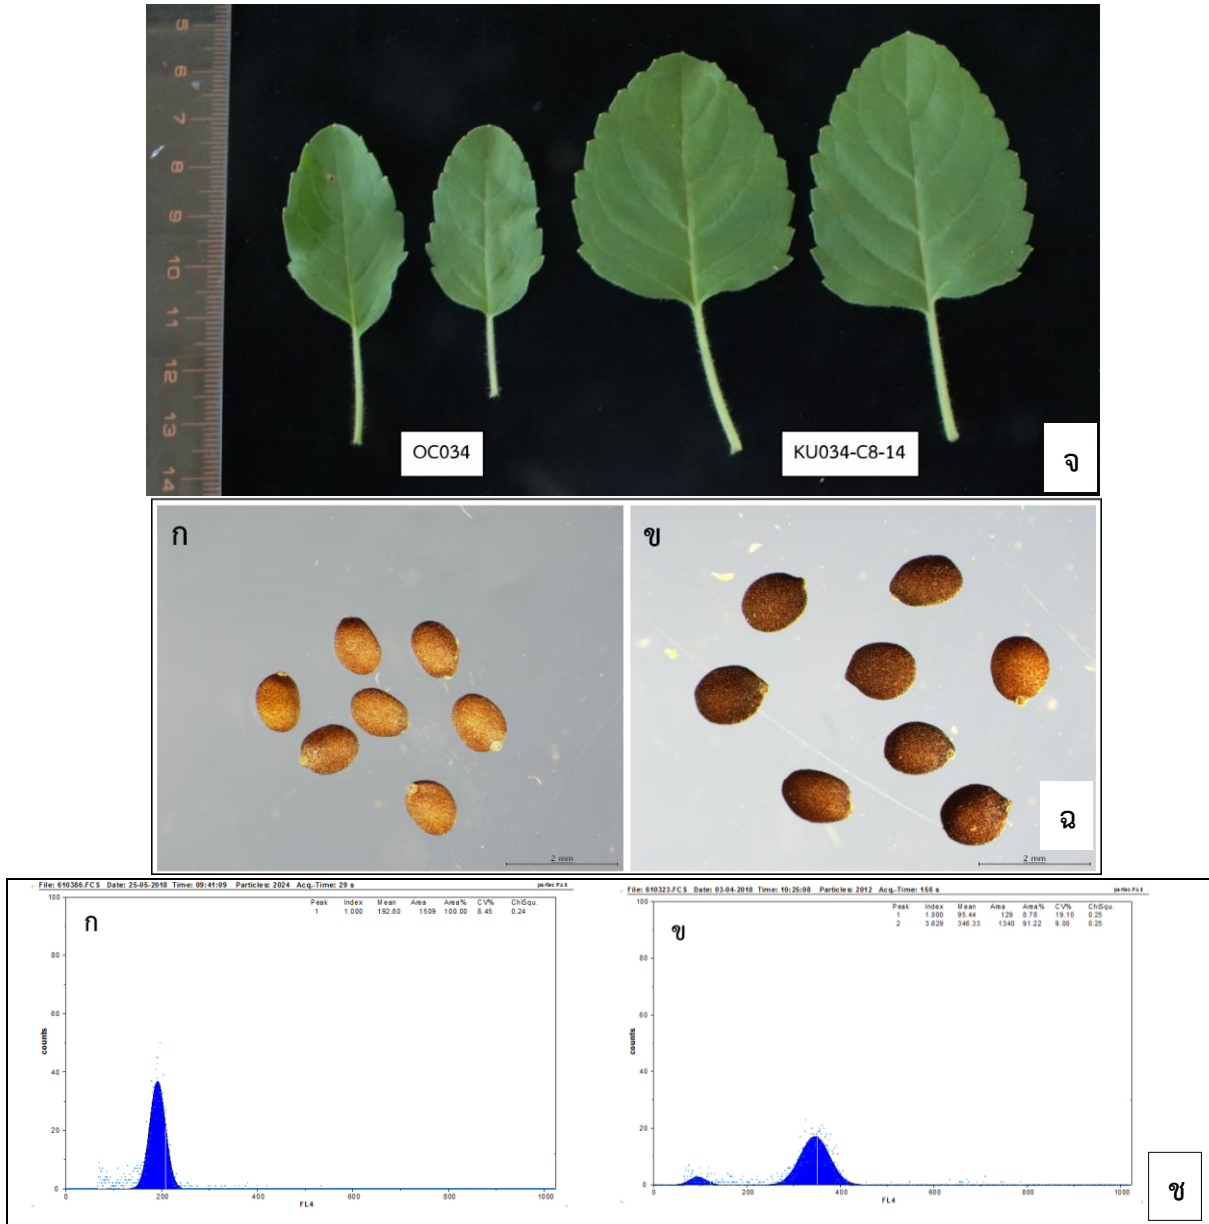 5
6
7
8
9
10
11
12
13
14
OC034
KU034-C8-14
จ
ก
ข
2 mm
2 mm
ฉ
File: 610386.FCS Date: 25-05-2018 Time: 09:41:09 Particles: 2024 Acq.-Time: 29 s
partec PAS
ก
Peak Index Mean Area Area% CV% ChiSqu.
1 1.000 192.80 1509 100.00 8.45 0.24
100
80
60
40
20
0
counts
0 200 400 600 800 1000
FL4
File: 610323.FCS Date: 03-04-2018 Time: 10:25:08 Particles: 2012 Acq.-Time: 156 s
partec PAS
ข
Peak Index Mean Area Area% CV% ChiSqu.
1 1.000 95.44 129 8.78 19.10 0.25
2 3.629 346.33 1340 91.22 9.00 0.25
100
80
60
40
20
0
counts
0 200 400 600 800 1000
FL4
ช